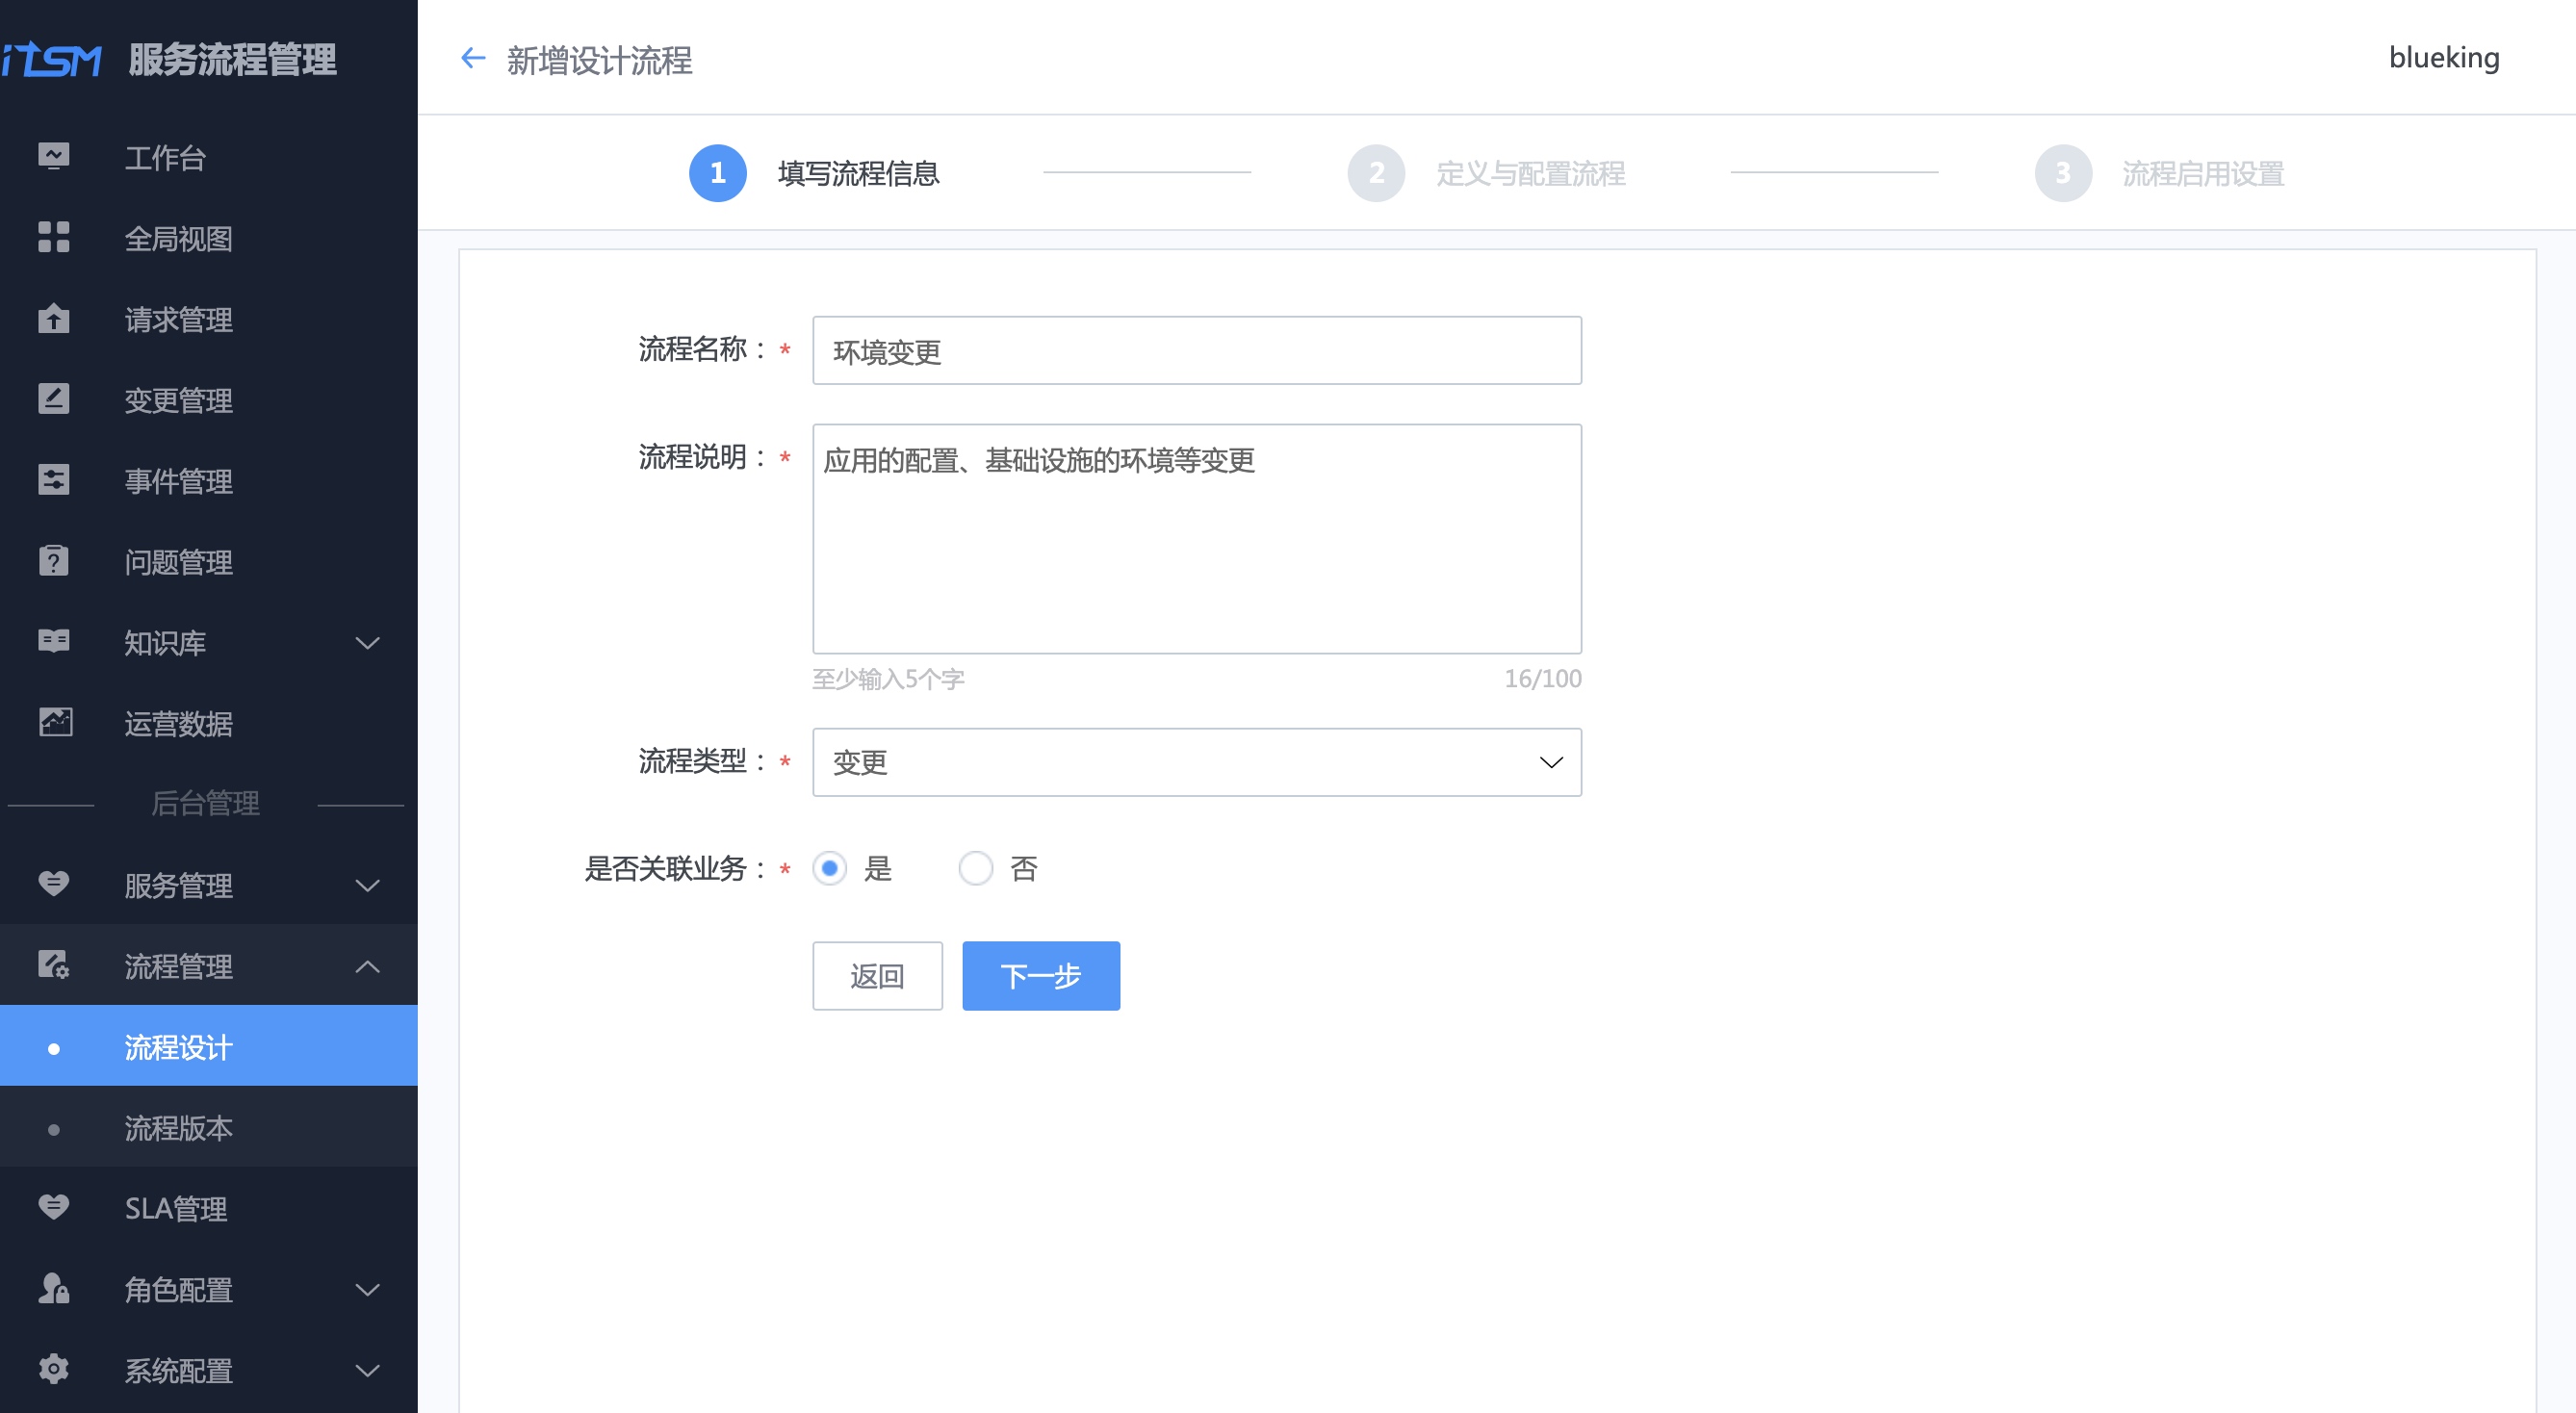 iTSM 服务流程管理
工作台
全局视图
请求管理
变更管理
事件管理
问题管理
知识库
运营数据
后台管理
服务管理
流程管理
流程设计
流程版本
SLA管理
角色配置
系统配置
新增设计流程
blueking
1 填写流程信息
2 定义与配置流程
3 流程启用设置
流程名称：* 环境变更
流程说明：* 应用的配置、基础设施的环境等变更
至少输入5个字 16/100
流程类型：* 变更
是否关联业务：* 是 否
返回 下一步